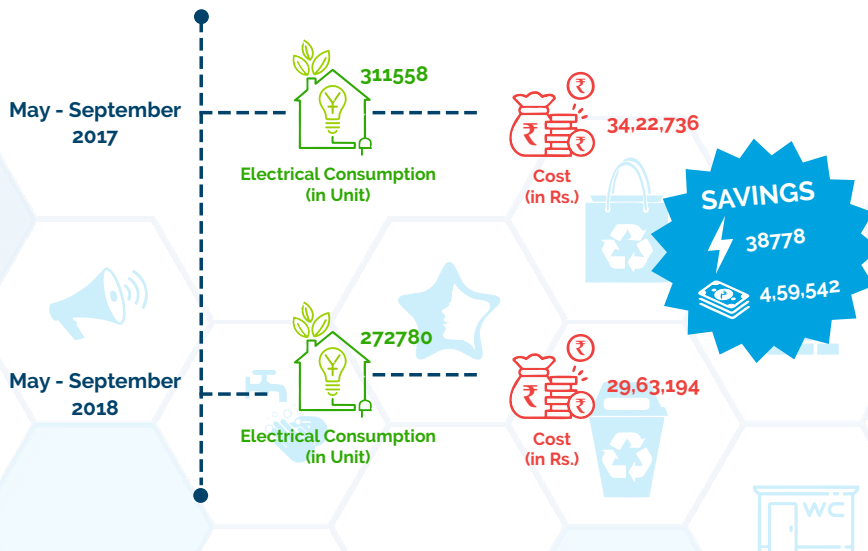 May - September
2017
311558
Electrical Consumption
(in Unit)
₹
₹
₹
34,22,736
Cost
(in Rs.)
SAVINGS
38778
4,59,542
May - September
2018
272780
Electrical Consumption
(in Unit)
₹
₹
₹
29,63,194
Cost
(in Rs.)
WC